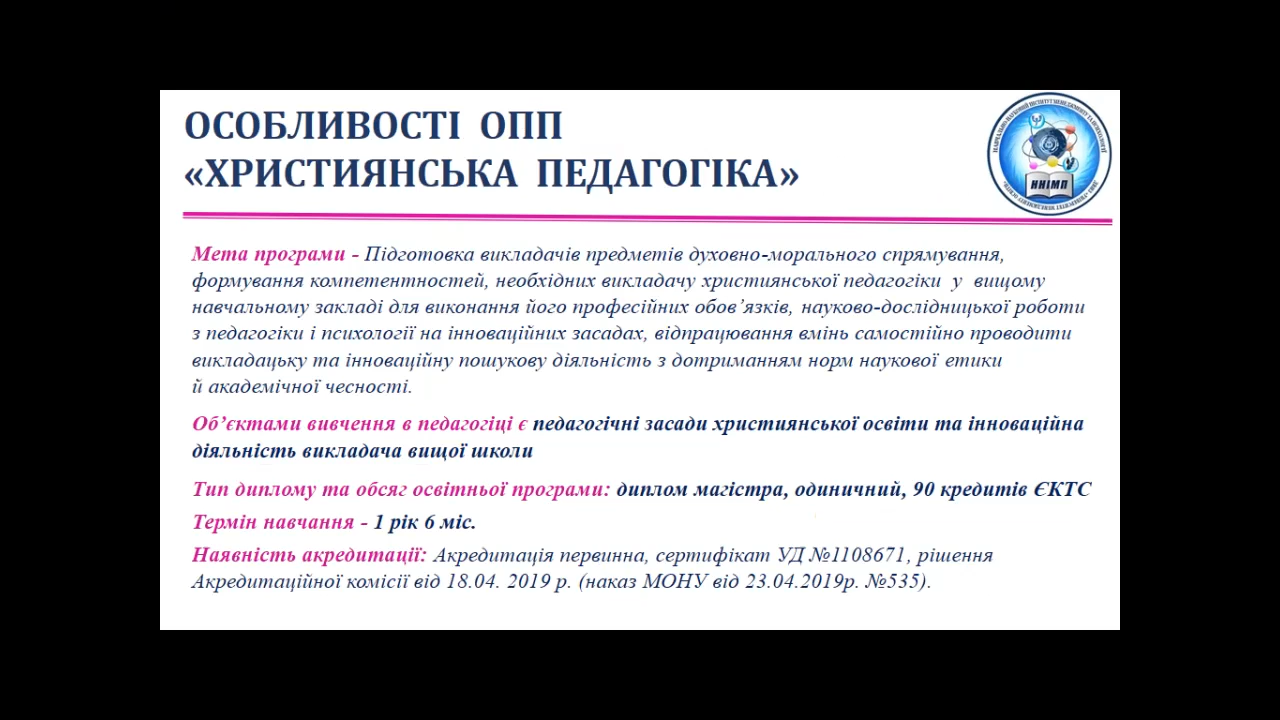 ОСОБЛИВОСТІ ОПП
«ХРИСТИЯНСЬКА ПЕДАГОГІКА»
ННІМП
Мета програми - Підготовка викладачів предметів духовно-морального спрямування,
формування компетентностей, необхідних викладачу християнської педагогіки у вищому
навчальному закладі для виконання його професійних обов’язків, науково-дослідницької роботи
з педагогіки і психології на інноваційних засадах, відпрацювання вмінь самостійно проводити
викладацьку та інноваційну пошукову діяльність з дотриманням норм наукової етики
й академічної чесності.
Об’єктами вивчення в педагогіці є педагогічні засади християнської освіти та інноваційна
діяльність викладача вищої школи
Тип диплому та обсяг освітньої програми: диплом магістра, одиничний, 90 кредитів ЄКТС
Термін навчання - 1 рік 6 міс.
Наявність акредитації: Акредитація первинна, сертифікат УД №1108671, рішення
Акредитаційної комісії від 18.04. 2019 р. (наказ МОНУ від 23.04.2019р. №535).